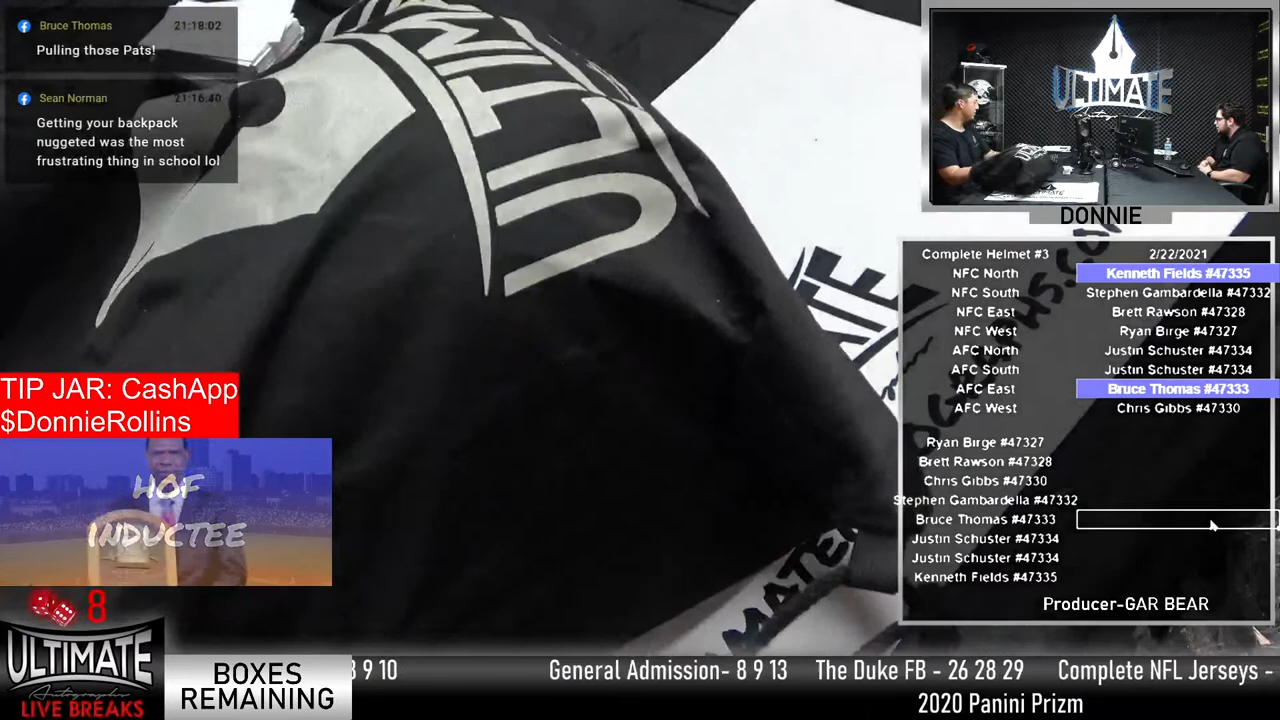 Bruce Thomas 21:18:02
Pulling those Pats!
Sean Norman 21:16:40
Getting your backpack
nuggeted was the most
frustrating thing in school lol
ULTIM
ULTIMATE
DONNIE
Complete Helmet #3 2/22/2021
NFC North Kenneth Fields #47335
NFC South Stephen Gambardella #47332
NFC East Brett Rawson #47328
NFC West Ryan Birge #47327
AFC North Justin Schuster #47334
AFC South Justin Schuster #47334
AFC East Bruce Thomas #47333
AFC West Chris Gibbs #47330
Ryan Birge #47327
Brett Rawson #47328
Chris Gibbs #47330
Stephen Gambardella #47332
Bruce Thomas #47333
Justin Schuster #47334
Justin Schuster #47334
Kenneth Fields #47335
Producer-GAR BEAR
TIP JAR: CashApp
$DonnieRollins
HOF
INDUCTEE
8
ULTIMATE
Autographs
LIVE BREAKS
BOXES
REMAINING
8 9 10 General Admission- 8 9 13 The Duke FB - 26 28 29 Complete NFL Jerseys -
2020 Panini Prizm